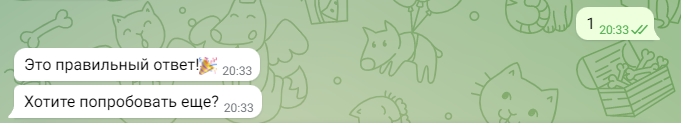 1 20:33
Это правильный ответ!🎉 20:33
Хотите попробовать еще? 20:33